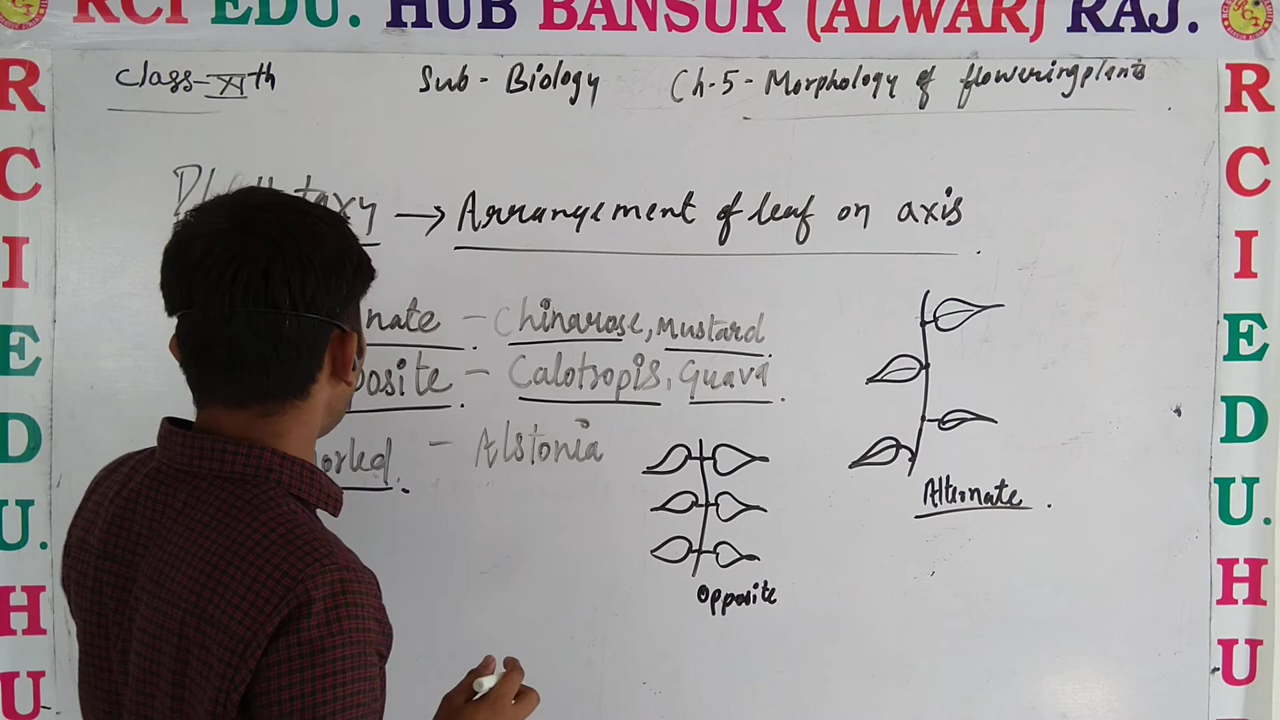 RCI EDU. HUB BANSUR (ALWAR) RAJ.
Class-XIth Sub - Biology Ch-5- Morphology of flowering plants
taxy → Arrangement of leaf on axis
nate - Chinarose, Mustard
posite - Calotropis, Guava
orled - Alstonia
Alternate.
Opposite
R
C
I
E
D
U.
H
U
R
C
I
E
D
U.
H
U